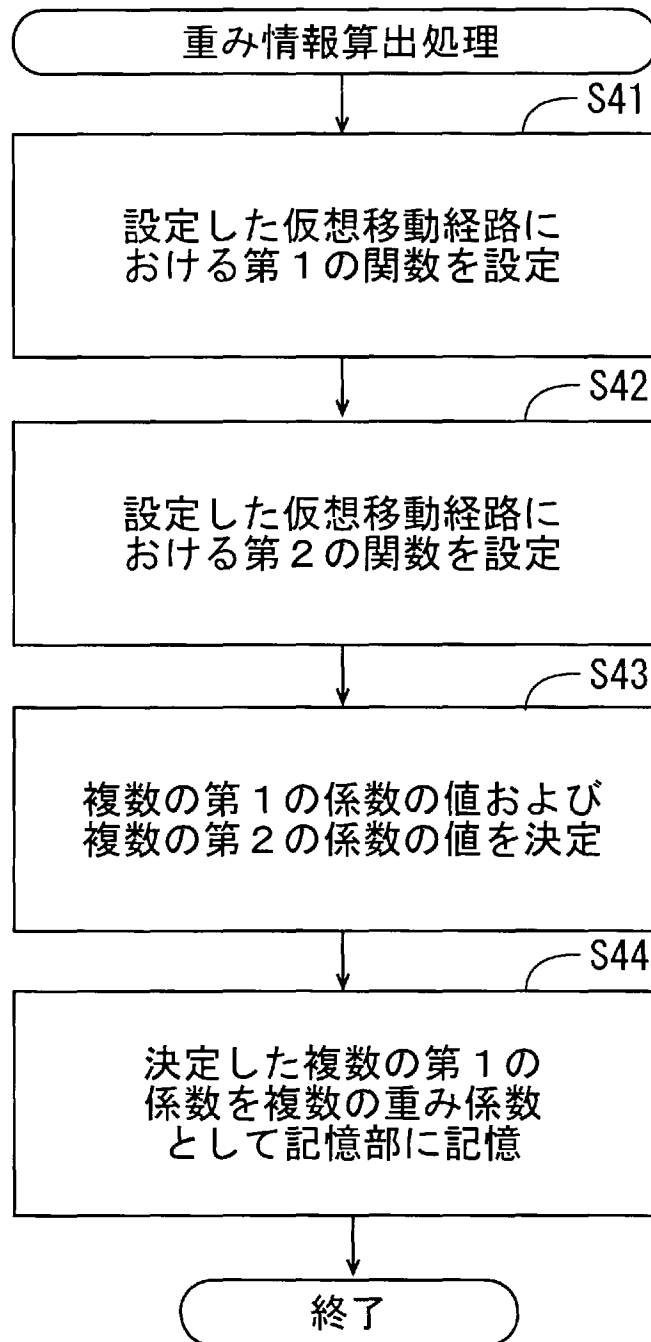 重み情報算出処理
S41
設定した仮想移動経路に
おける第１の関数を設定
S42
設定した仮想移動経路に
おける第２の関数を設定
S43
複数の第１の係数の値および
複数の第２の係数の値を決定
S44
決定した複数の第１の
係数を複数の重み係数
として記憶部に記憶
終了